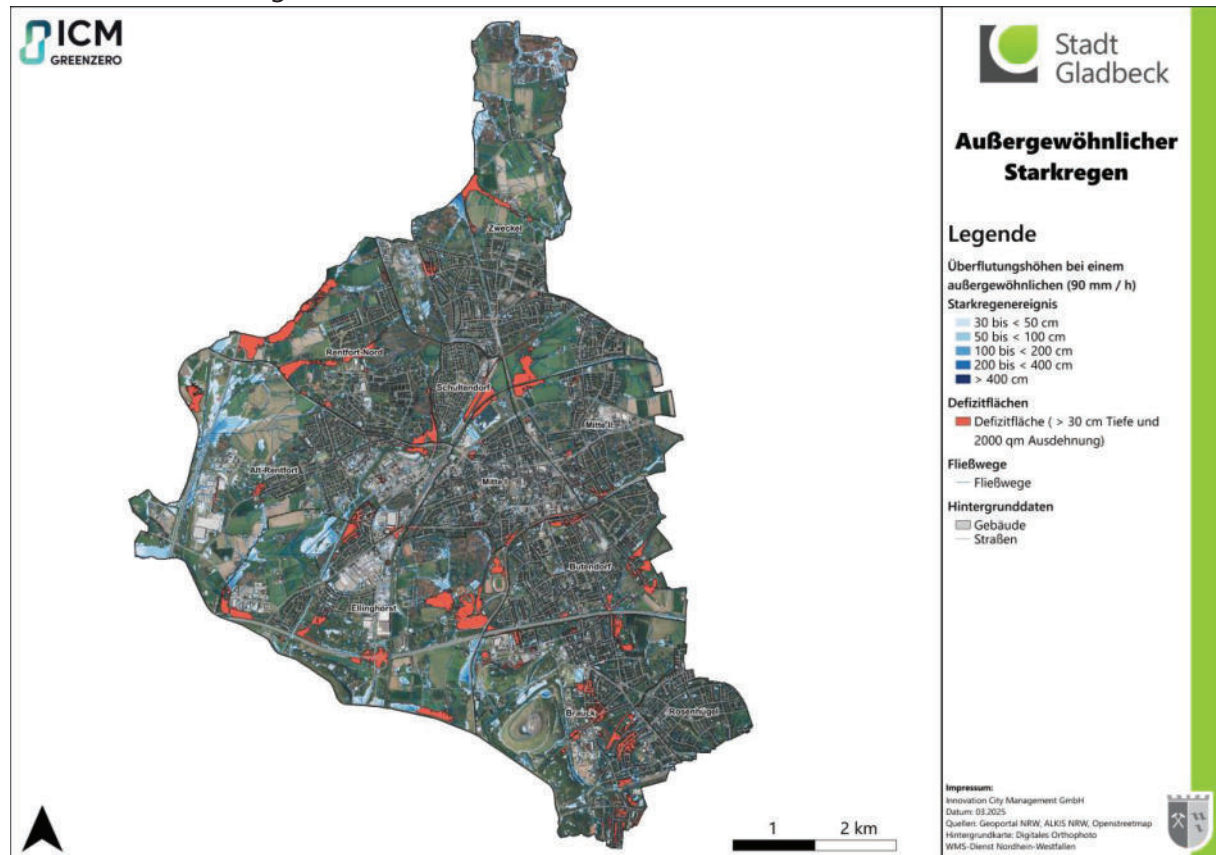 ICM
GREENZERO
Stadt
Gladbeck
Außergewöhnlicher
Starkregen
Legende
Überflutungshöhen bei einem
außergewöhnlichen (90 mm / h)
Starkregenereignis
30 bis < 50 cm
50 bis < 100 cm
100 bis < 200 cm
200 bis < 400 cm
> 400 cm
Defizitflächen
Defizitfläche ( > 30 cm Tiefe und
2000 qm Ausdehnung)
Fließwege
Fließwege
Hintergrunddaten
Gebäude
Straßen
Zweckel
Rentfort-Nord
Schultendorf
Mitte II
Alt-Rentfort
Mitte I
Butendorf
Ellinghorst
Brauck
Rosenhügel
1 2 km
Impressum:
Innovation City Management GmbH
Datum: 03.2025
Quellen: Geoportal NRW, ALKIS NRW, Openstreetmap
Hintergrundkarte: Digitales Orthophoto
WMS-Dienst Nordhein-Westfallen